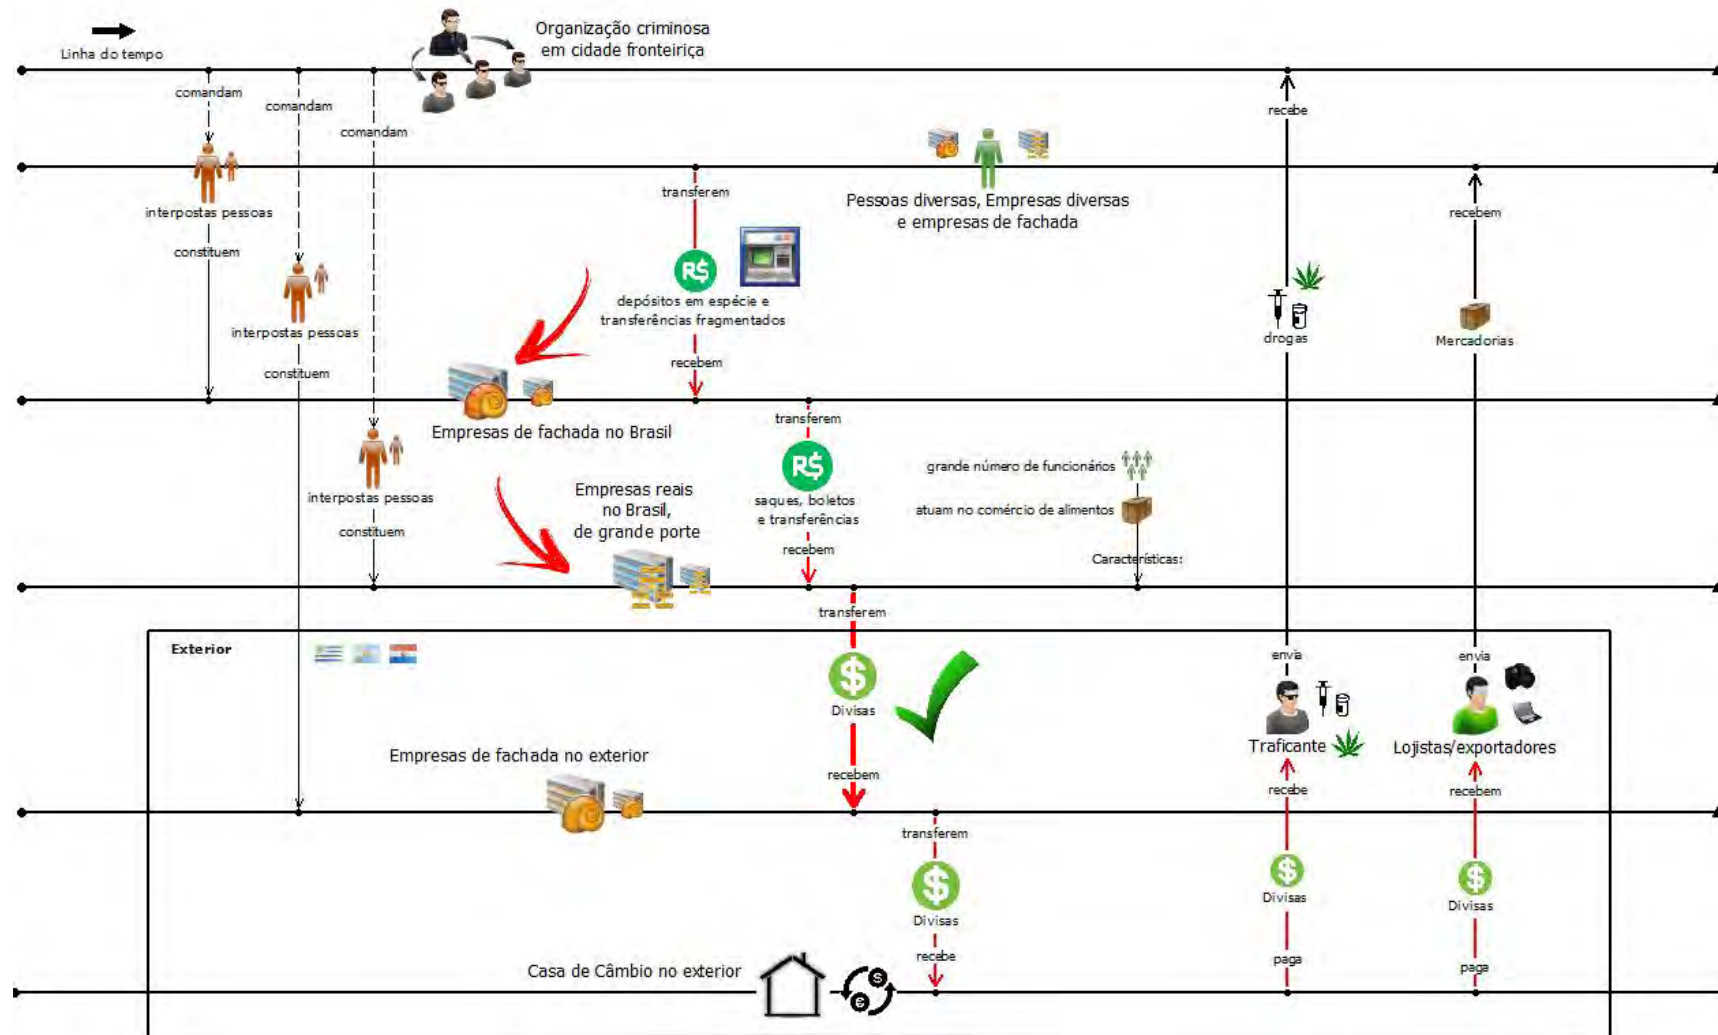 Organização criminosa
em cidade fronteiriça
Linha do tempo
comandam
comandam
comandam
recebe
interpostas pessoas
transferem
Pessoas diversas, Empresas diversas
e empresas de fachada
recebem
constituem
R$
depósitos em espécie e
transferências fragmentados
interpostas pessoas
drogas
Mercadorias
recebem
constituem
transferem
Empresas de fachada no Brasil
R$
grande número de funcionários
interpostas pessoas
Empresas reais
no Brasil,
de grande porte
saques, boletos
e transferências
atuam no comércio de alimentos
constituem
recebem
Características:
transferem
Exterior
envia
envia
$
Divisas
Traficante
Lojistas/exportadores
Empresas de fachada no exterior
recebem
recebe
recebem
transferem
$
$
$
Divisas
Divisas
Divisas
recebe
paga
paga
Casa de Câmbio no exterior
$
€